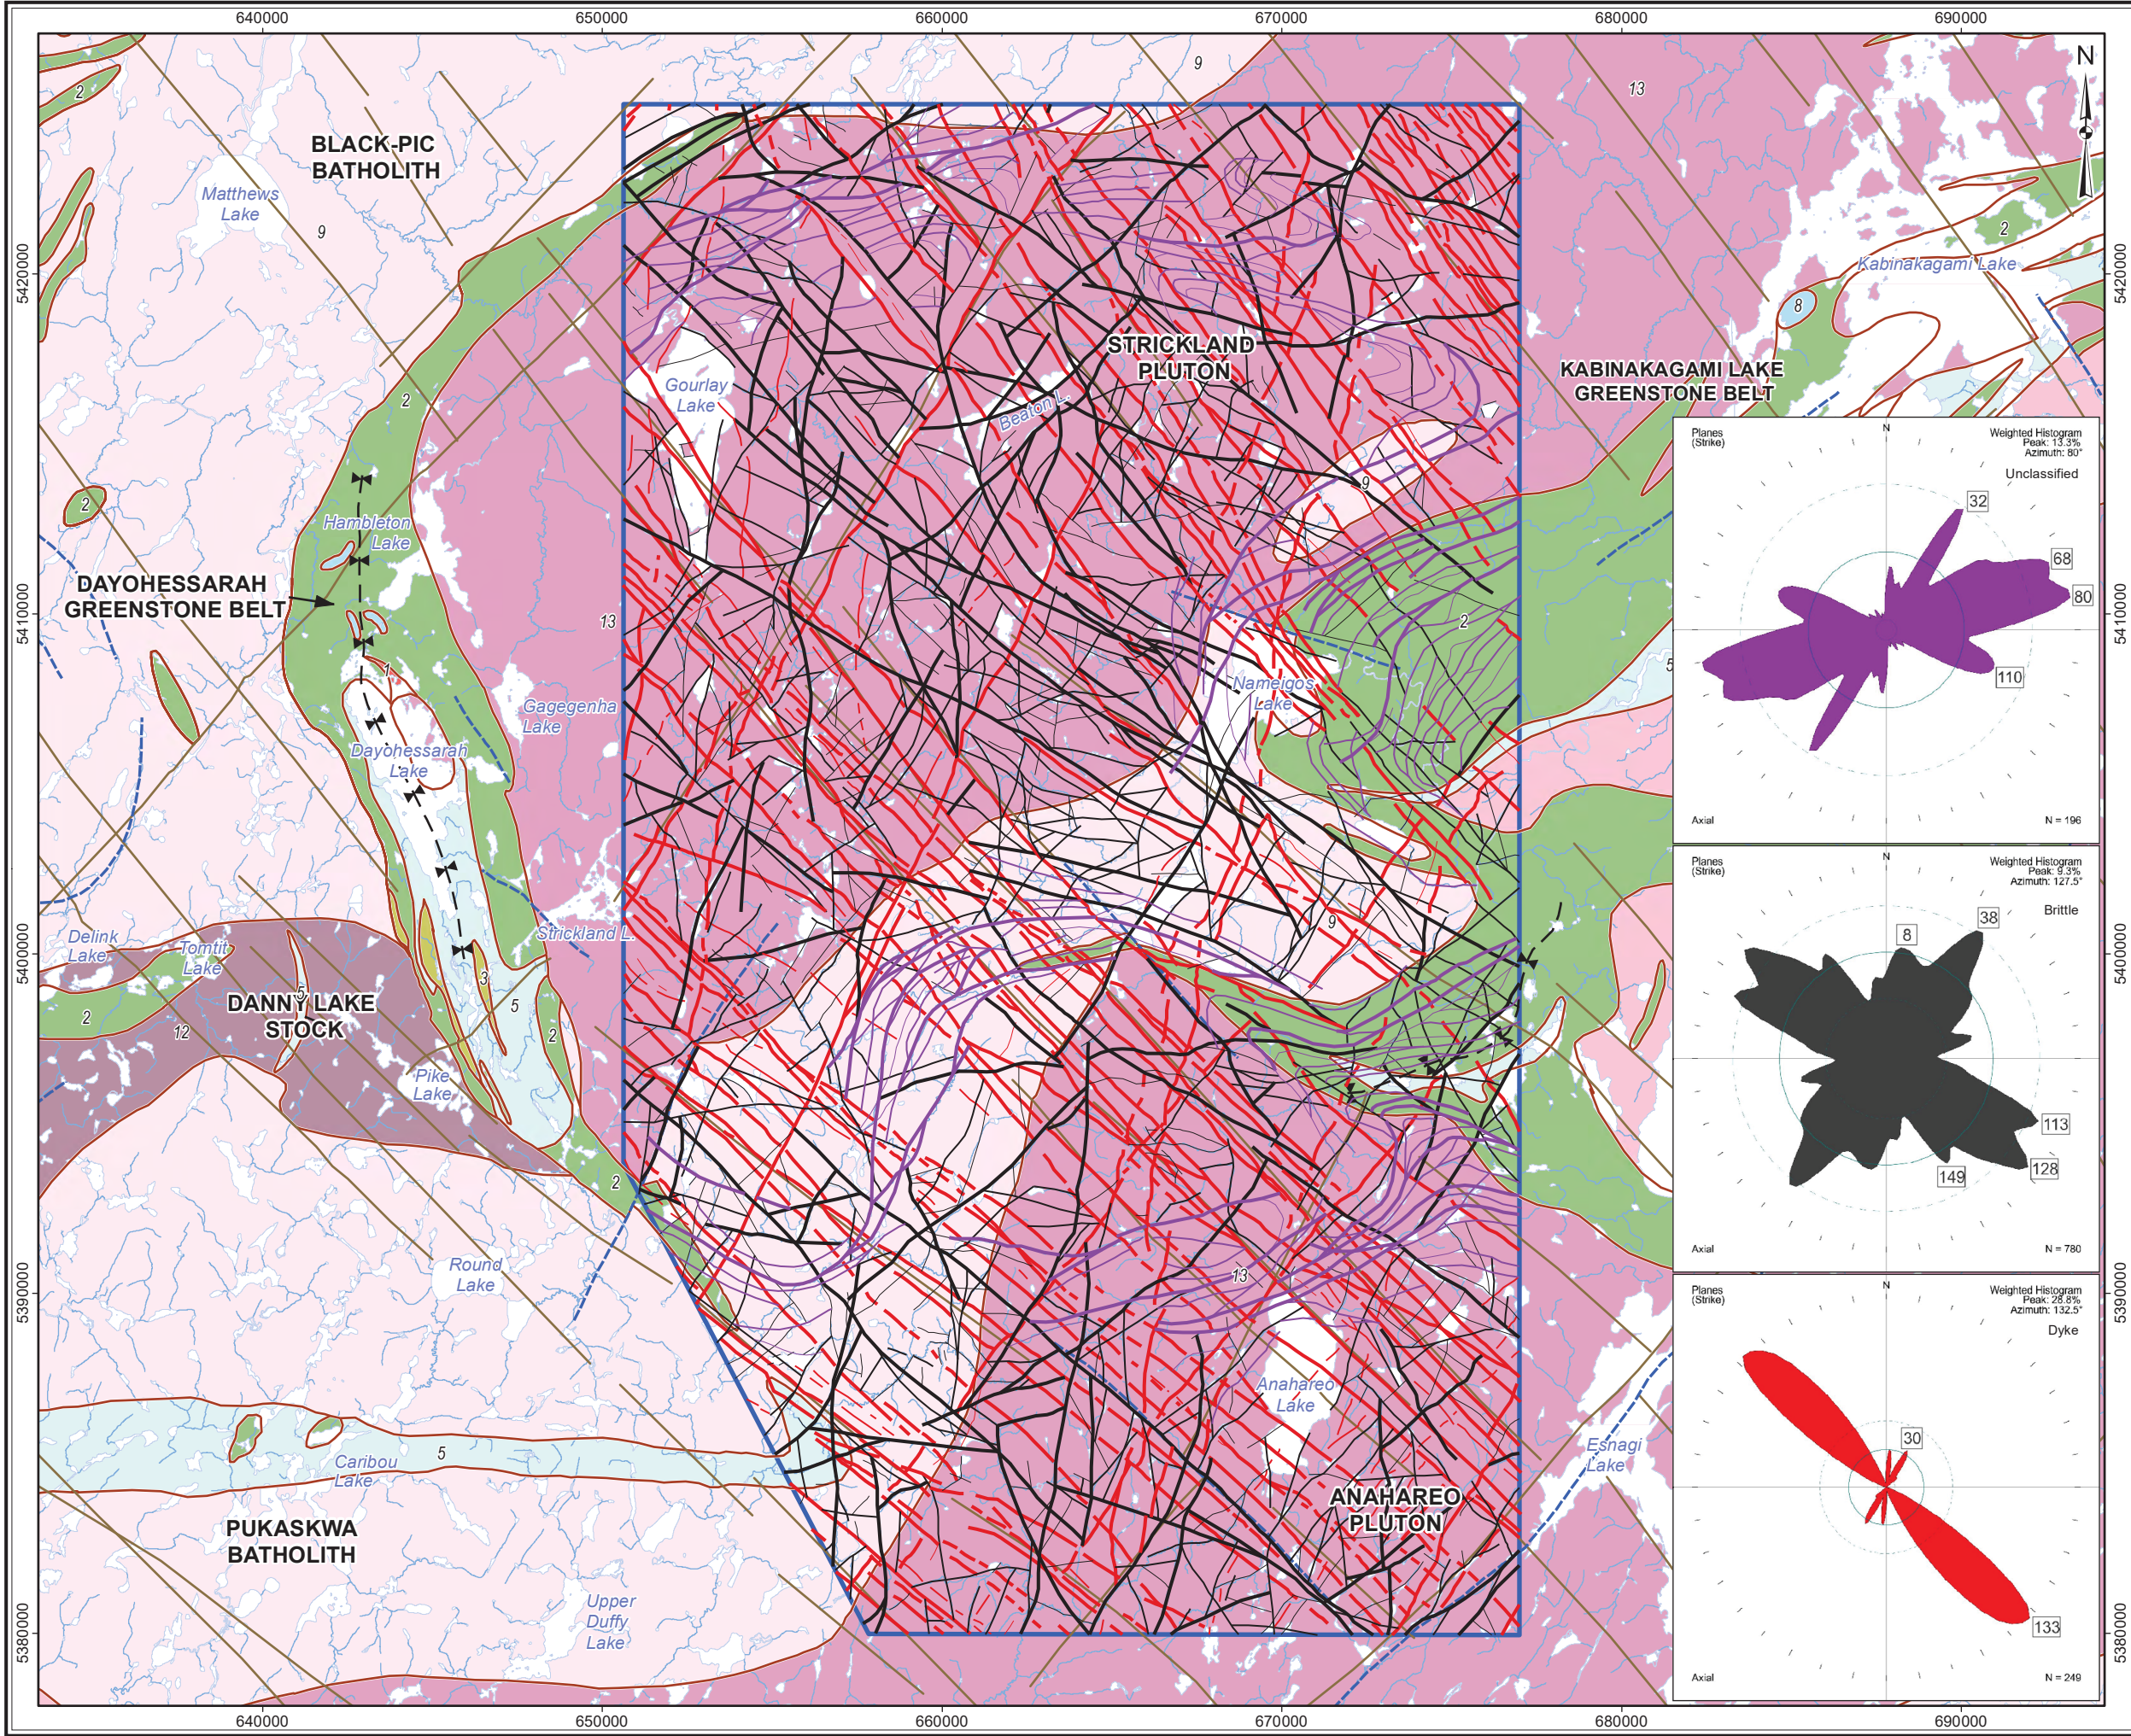 640000
650000
660000
670000
680000
690000
N
9
13
2
BLACK-PIC
BATHOLITH
Matthews
Lake
9
2
Kabinakagami Lake
5420000
5420000
8
STRICKLAND
PLUTON
KABINAKAGAMI LAKE
GREENSTONE BELT
Gourlay
Lake
Beaton L.
2
9
2
Hambleton
Lake
DAYOHESSARAH
GREENSTONE BELT
13
2
5410000
5410000
5
1
Gagegenha
Lake
Nameigos
Lake
Dayohessarah
Lake
9
Delink
Lake
Tomtit
Lake
Strickland L.
5400000
5400000
3
5
5
DANNY LAKE
STOCK
2
12
2
Pike
Lake
2
Round
Lake
13
5390000
5390000
Anahareo
Lake
Esnagi
Lake
5
Caribou
Lake
ANAHAREO
PLUTON
PUKASKWA
BATHOLITH
Upper
Duffy
Lake
5380000
5380000
Planes
(Strike)
N
Weighted Histogram
Peak: 13.3%
Azimuth: 80°
Unclassified
32
68
80
110
Axial
N = 196
Planes
(Strike)
N
Weighted Histogram
Peak: 9.3%
Azimuth: 127.5°
Brittle
8
38
113
128
149
Axial
N = 780
Planes
(Strike)
N
Weighted Histogram
Peak: 28.8%
Azimuth: 132.5°
Dyke
30
133
Axial
N = 249
640000
650000
660000
670000
680000
690000